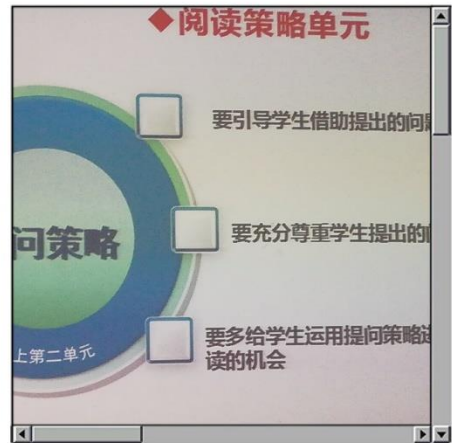 ◆阅读策略单元
要引导学生借助提出的问
问策略
要充分尊重学生提出的
上第二单元
要多给学生运用提问策略
读的机会